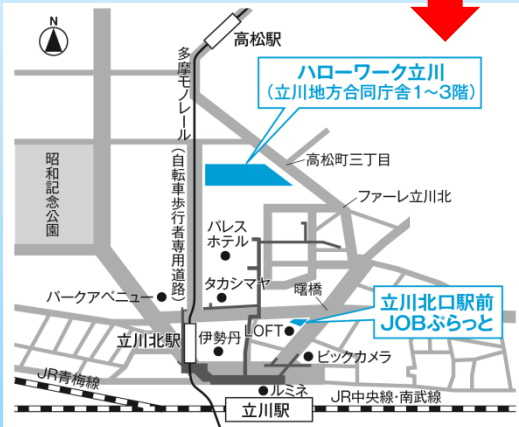 N
高松駅
多摩モノレール(自転車歩行者専用道路)
ハローワーク立川
(立川地方合同庁舎1～3階)
高松町三丁目
昭和記念公園
ファーレ立川北
パレス
ホテル
タカシマヤ
曙橋
パークアベニュー
立川北口駅前
JOBぷらっと
立川北駅
伊勢丹
LOFT
ビックカメラ
JR青梅線
ルミネ
立川駅
JR中央線・南武線